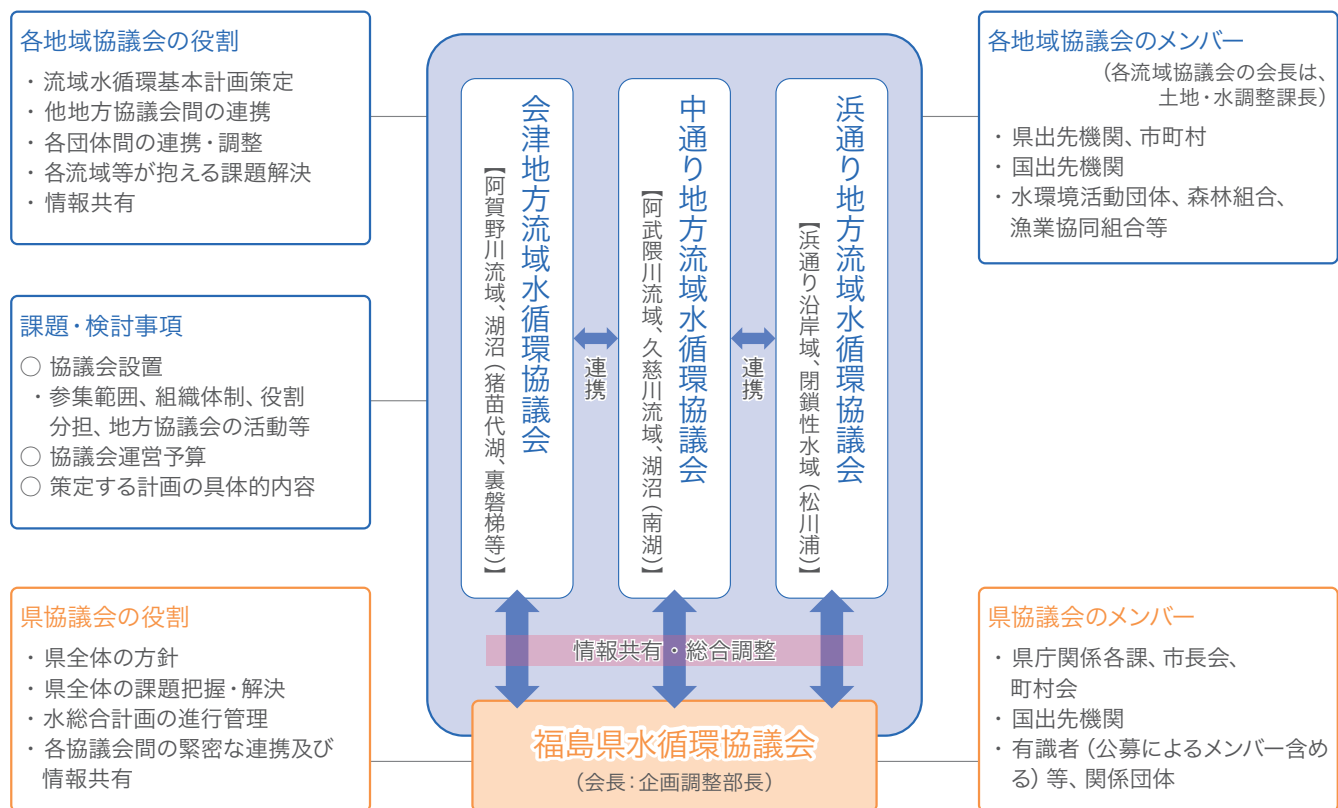 各地域協議会の役割
・流域水循環基本計画策定
・他地方協議会間の連携
・各団体間の連携・調整
・各流域等が抱える課題解決
・情報共有
課題・検討事項
○ 協議会設置
・参集範囲、組織体制、役割
分担、地方協議会の活動等
○ 協議会運営予算
○ 策定する計画の具体的内容
県協議会の役割
・県全体の方針
・県全体の課題把握・解決
・水総合計画の進行管理
・各協議会間の緊密な連携及び
情報共有
会津地方流域水循環協議会
【阿賀野川流域、湖沼(猪苗代湖、裏磐梯等)】
連携
中通り地方流域水循環協議会
【阿武隈川流域、久慈川流域、湖沼(南湖)】
連携
浜通り地方流域水循環協議会
【浜通り沿岸域、閉鎖性水域(松川浦)】
情報共有・総合調整
福島県水循環協議会
(会長:企画調整部長)
各地域協議会のメンバー
(各流域協議会の会長は、
土地・水調整課長)
・県出先機関、市町村
・国出先機関
・水環境活動団体、森林組合、
漁業協同組合等
県協議会のメンバー
・県庁関係各課、市長会、
町村会
・国出先機関
・有識者(公募によるメンバー含め
る)等、関係団体